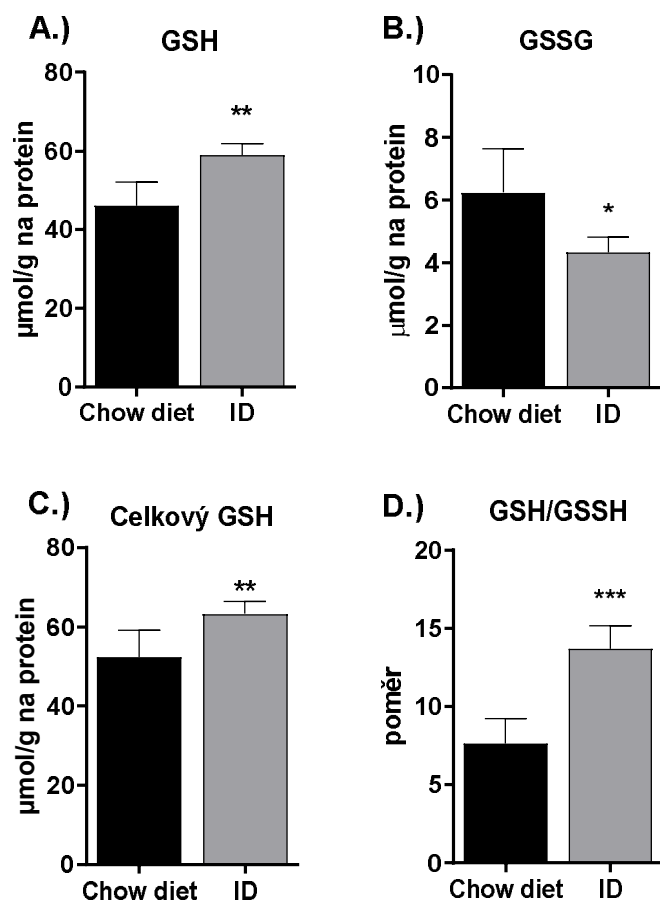 A.)
GSH
µmol/g na protein
80
60
40
20
0
**
Chow diet
ID
B.)
GSSG
µmol/g na protein
10
8
6
4
2
0
*
Chow diet
ID
C.)
Celkový GSH
µmol/g na protein
80
60
40
20
0
**
Chow diet
ID
D.)
GSH/GSSH
poměr
20
15
10
5
0
***
Chow diet
ID